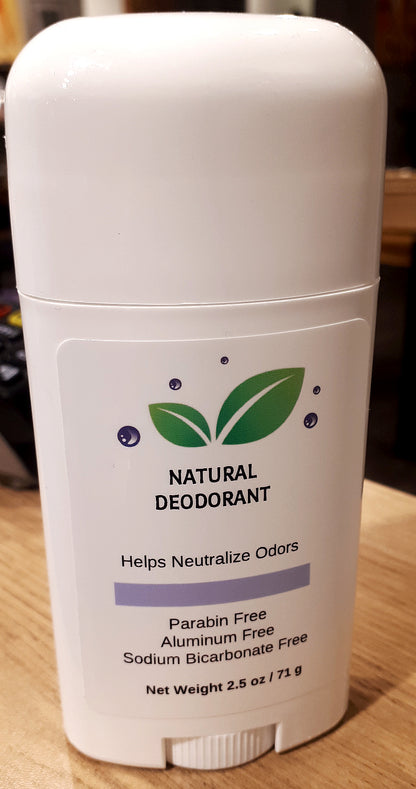 NATURAL
DEODORANT
Helps Neutralize Odors
Parabin Free
Aluminum Free
Sodium Bicarbonate Free
Net Weight 2.5 oz / 71 g